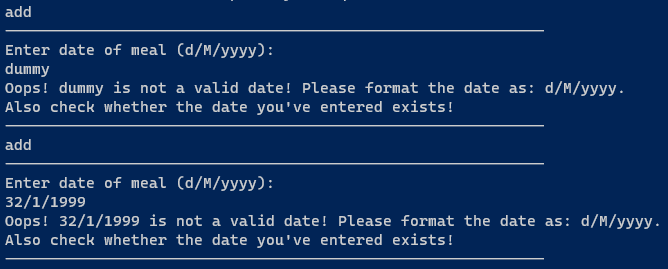 add
Enter date of meal (d/M/yyyy):
dummy
Oops! dummy is not a valid date! Please format the date as: d/M/yyyy.
Also check whether the date you've entered exists!
add
Enter date of meal (d/M/yyyy):
32/1/1999
Oops! 32/1/1999 is not a valid date! Please format the date as: d/M/yyyy.
Also check whether the date you've entered exists!